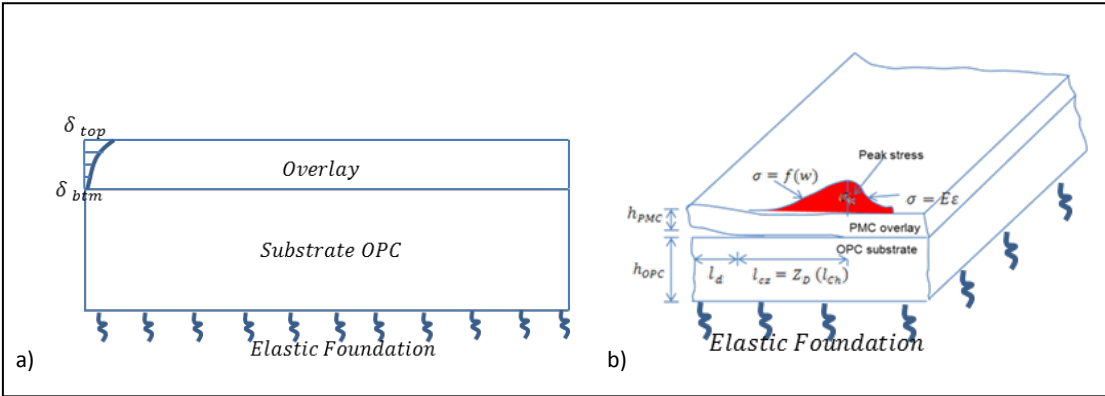 δ top
δ btm
Overlay
Substrate OPC
Elastic Foundation
a)
Peak stress
σ = f(w)
σ = Eε
h_PMC
PMC overlay
OPC substrate
h_OPC
l_d
l_cz = Z_D (l_Ch)
Elastic Foundation
b)